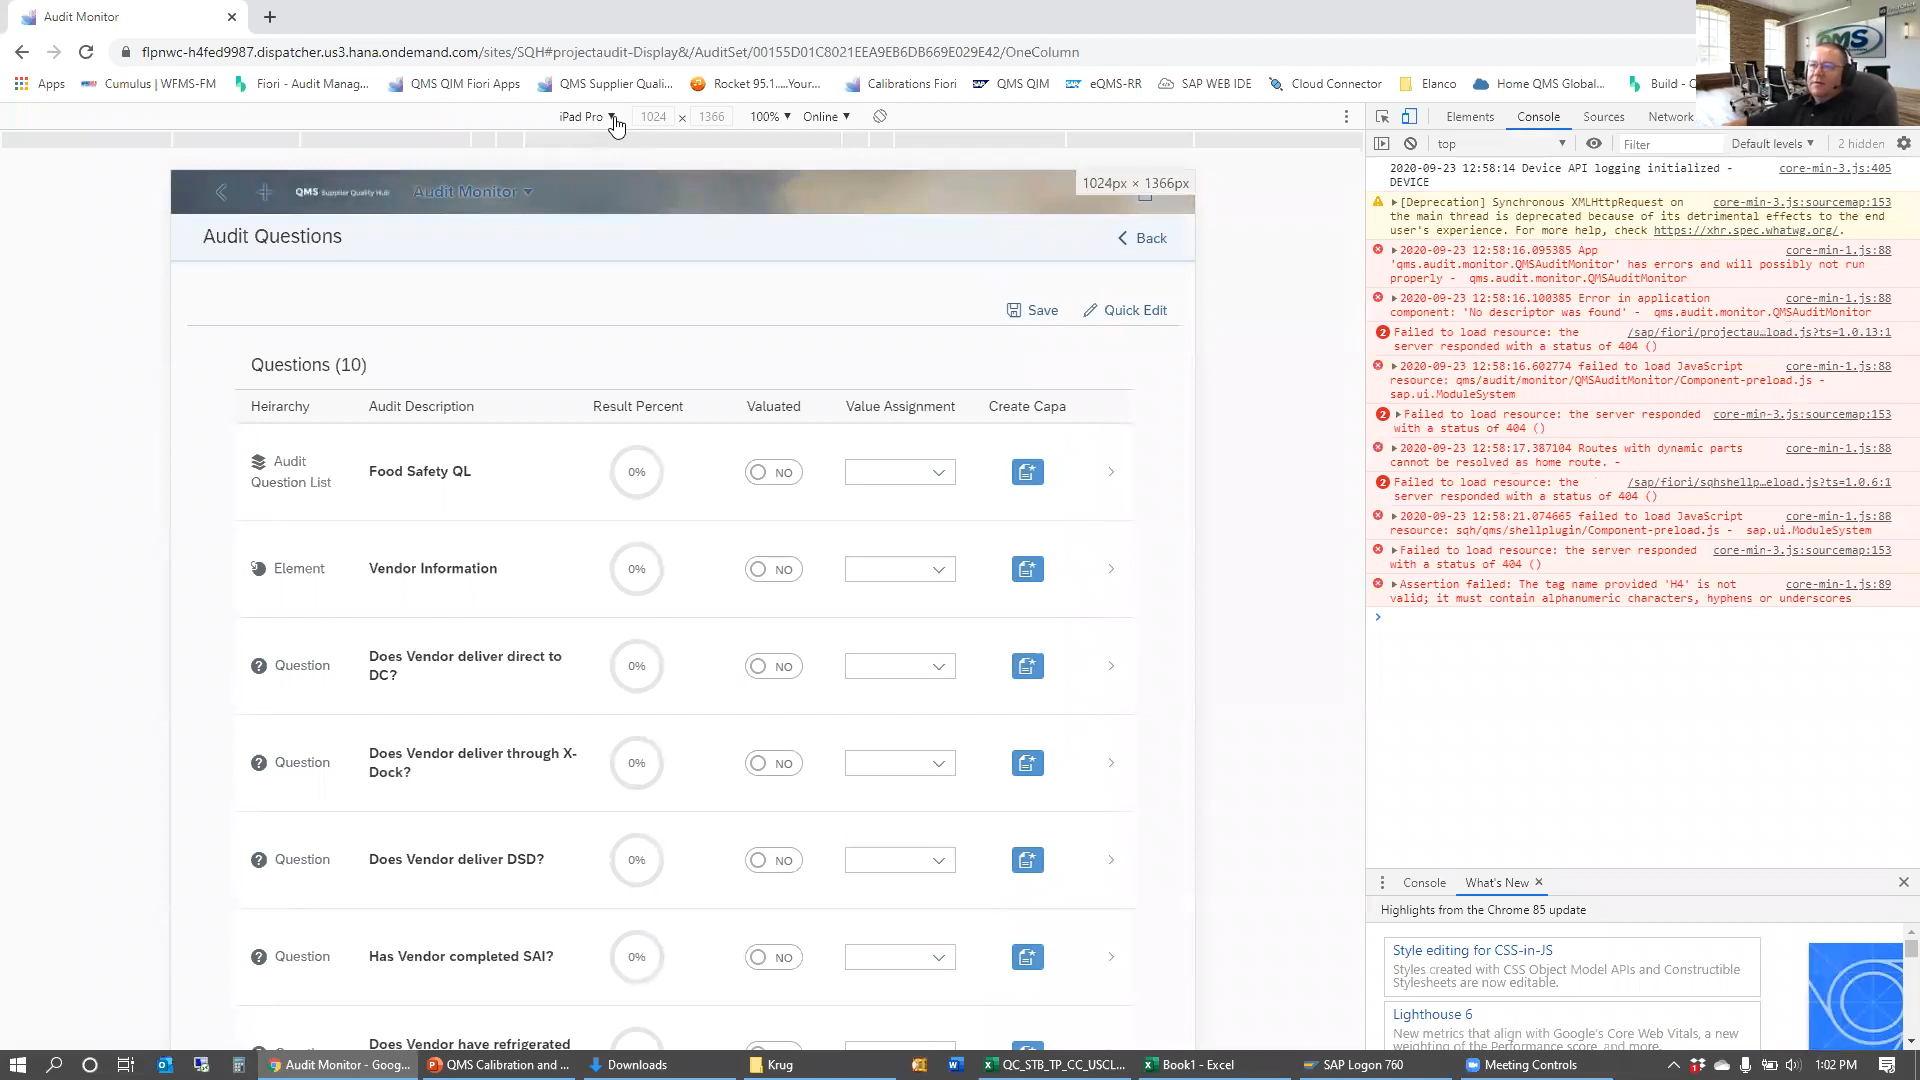 Audit Monitor
flpnwc-h4fed9987.dispatcher.us3.hana.ondemand.com/sites/SQH#projectaudit-Display&/AuditSet/00155D01C8021EEA9EB6DB669E029E42/OneColumn
Apps Cumulus | WFMS-FM Fiori - Audit Manag... QMS QIM Fiori Apps QMS Supplier Quali... Rocket 95.1....Your... Calibrations Fiori QMS QIM eQMS-RR SAP WEB IDE Cloud Connector Elanco Home QMS Global... Build - C
iPad Pro 1024 × 1366 100% Online
Elements Console Sources Network
top Filter Default levels 2 hidden
QMS Supplier Quality Hub Audit Monitor
1024px × 1366px
Audit Questions
Back
Save Quick Edit
Questions (10)
Heirarchy Audit Description Result Percent Valuated Value Assignment Create Capa
Audit Question List Food Safety QL 0% NO
Element Vendor Information 0% NO
Question Does Vendor deliver direct to DC? 0% NO
Question Does Vendor deliver through X-Dock? 0% NO
Question Does Vendor deliver DSD? 0% NO
Question Has Vendor completed SAI? 0% NO
Does Vendor have refrigerated
2020-09-23 12:58:14 Device API logging initialized - core-min-3.js:405
DEVICE
[Deprecation] Synchronous XMLHttpRequest on core-min-3.js:sourcemap:153
the main thread is deprecated because of its detrimental effects to the end
user's experience. For more help, check https://xhr.spec.whatwg.org/.
2020-09-23 12:58:16.095385 App core-min-1.js:88
'qms.audit.monitor.QMSAuditMonitor' has errors and will possibly not run
properly - qms.audit.monitor.QMSAuditMonitor
2020-09-23 12:58:16.100385 Error in application core-min-1.js:88
component: 'No descriptor was found' - qms.audit.monitor.QMSAuditMonitor
2 Failed to load resource: the /sap/fiori/projectau…load.js?ts=1.0.13:1
server responded with a status of 404 ()
2020-09-23 12:58:16.602774 failed to load JavaScript core-min-1.js:88
resource: qms/audit/monitor/QMSAuditMonitor/Component-preload.js -
sap.ui.ModuleSystem
2 Failed to load resource: the server responded core-min-3.js:sourcemap:153
with a status of 404 ()
2020-09-23 12:58:17.387104 Routes with dynamic parts core-min-1.js:88
cannot be resolved as home route. -
2 Failed to load resource: the /sap/fiori/sqhshellp…eload.js?ts=1.0.6:1
server responded with a status of 404 ()
2020-09-23 12:58:21.074665 failed to load JavaScript core-min-1.js:88
resource: sqh/qms/shellplugin/Component-preload.js - sap.ui.ModuleSystem
Failed to load resource: the server responded core-min-3.js:sourcemap:153
with a status of 404 ()
Assertion failed: The tag name provided 'H4' is not core-min-1.js:89
valid; it must contain alphanumeric characters, hyphens or underscores
Console What's New
Highlights from the Chrome 85 update
Style editing for CSS-in-JS
Styles created with CSS Object Model APIs and Constructible
Stylesheets are now editable.
Lighthouse 6
New metrics that align with Google's Core Web Vitals, a new
weighting of the Performance score, and more.
Audit Monitor - Goog... QMS Calibration and ... Downloads Krug QC_STB_TP_CC_USCL... Book1 - Excel SAP Logon 760 Meeting Controls 1:02 PM